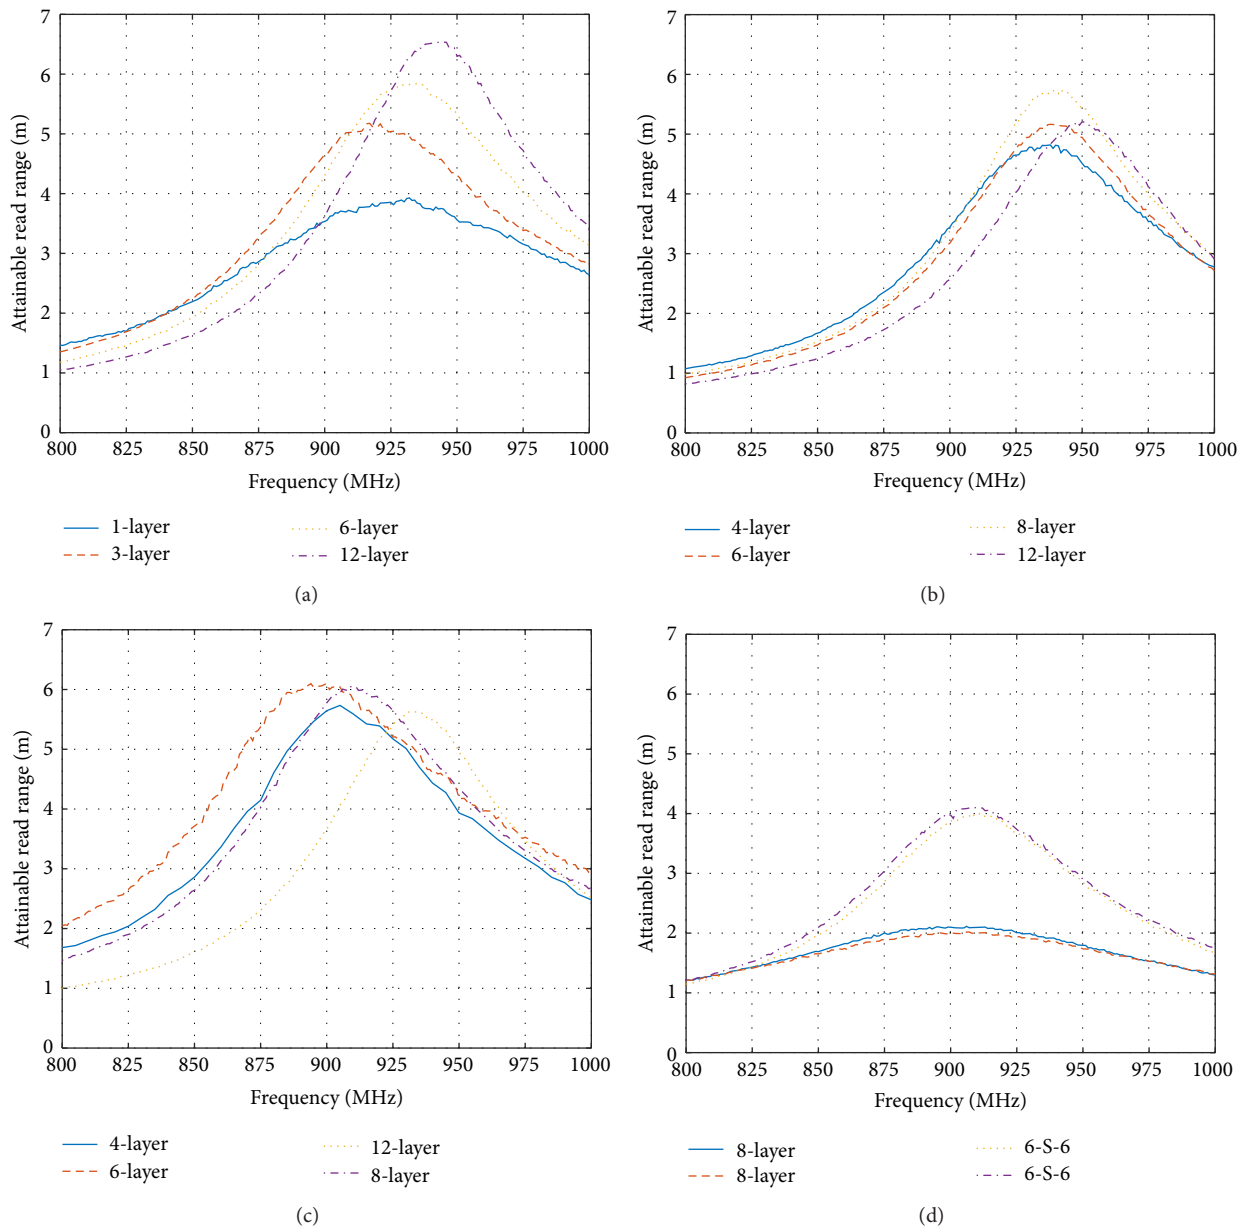 7
6
5
4
3
2
1
0
Attainable read range (m)
800 825 850 875 900 925 950 975 1000
Frequency (MHz)
1-layer
3-layer
6-layer
12-layer
(a)
7
6
5
4
3
2
1
0
Attainable read range (m)
800 825 850 875 900 925 950 975 1000
Frequency (MHz)
4-layer
6-layer
8-layer
12-layer
(b)
7
6
5
4
3
2
1
0
Attainable read range (m)
800 825 850 875 900 925 950 975 1000
Frequency (MHz)
4-layer
6-layer
12-layer
8-layer
(c)
7
6
5
4
3
2
1
0
Attainable read range (m)
800 825 850 875 900 925 950 975 1000
Frequency (MHz)
8-layer
8-layer
6-S-6
6-S-6
(d)